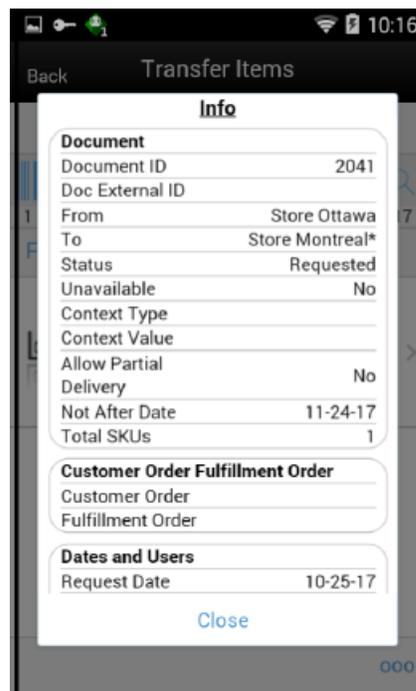 1
10:16
Back
Transfer Items
Info
Document
Document ID 2041
Doc External ID
From Store Ottawa
To Store Montreal*
Status Requested
Unavailable No
Context Type
Context Value
Allow Partial
Delivery No
Not After Date 11-24-17
Total SKUs 1
Customer Order Fulfillment Order
Customer Order
Fulfillment Order
Dates and Users
Request Date 10-25-17
Close
1
17